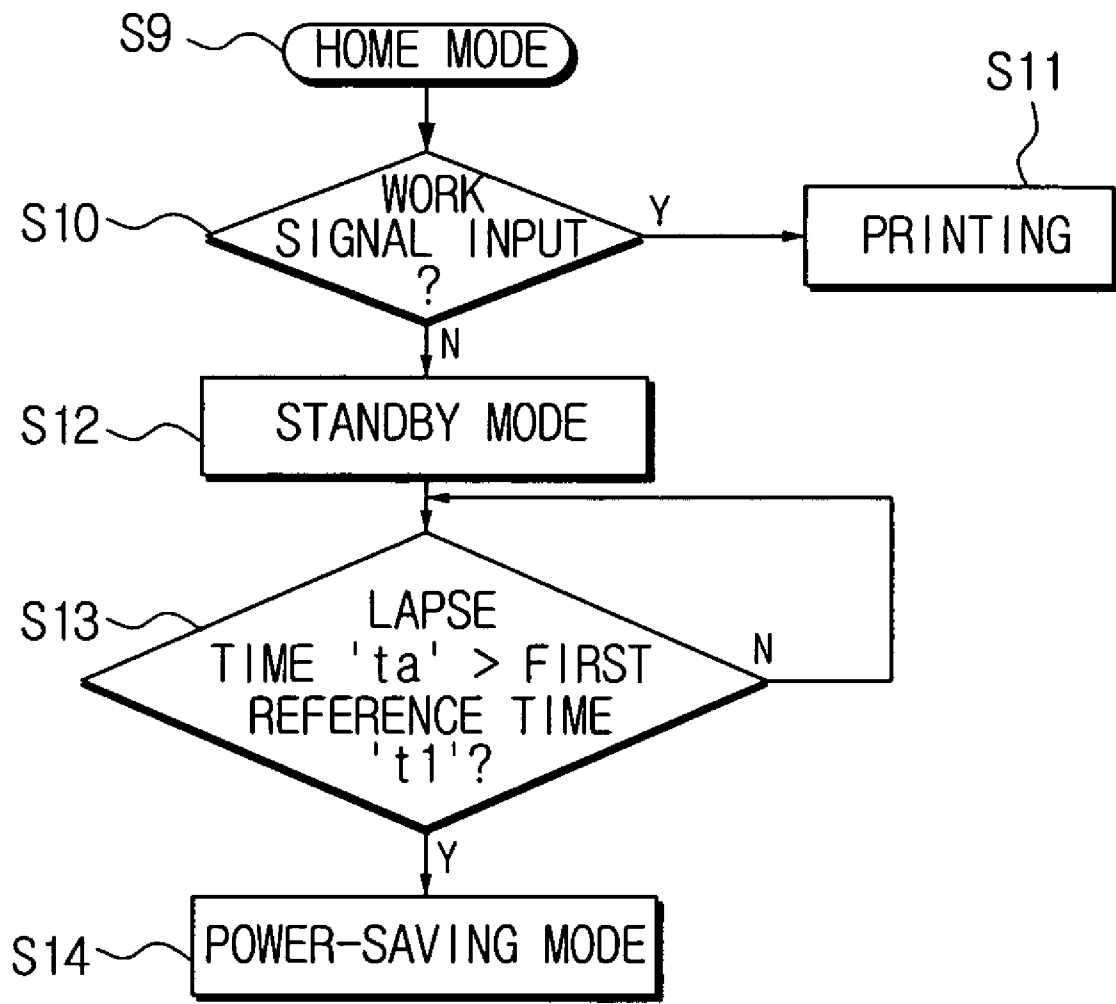 S9
HOME MODE
S11
S10
WORK
SIGNAL INPUT
?
Y
PRINTING
N
S12
STANDBY MODE
S13
LAPSE
TIME 'ta' > FIRST
REFERENCE TIME
't1'?
N
Y
S14
POWER-SAVING MODE